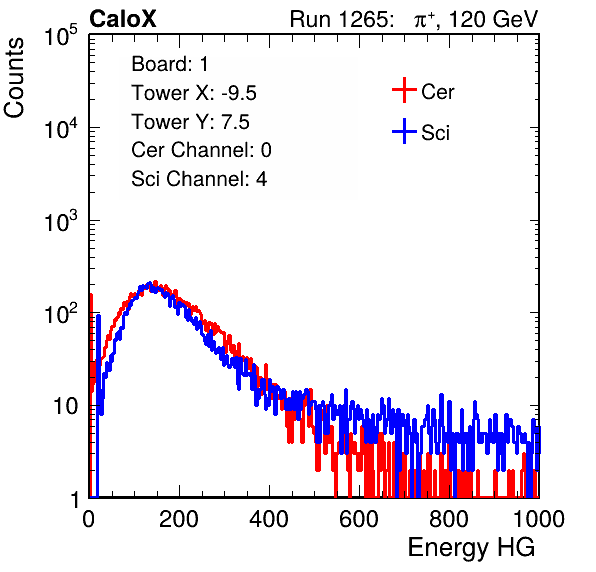 CaloX Run 1265: π⁺, 120 GeV
Counts
10⁵
10⁴
10³
10²
10
1
Board: 1
Tower X: -9.5
Tower Y: 7.5
Cer Channel: 0
Sci Channel: 4
Cer
Sci
0 200 400 600 800 1000
Energy HG